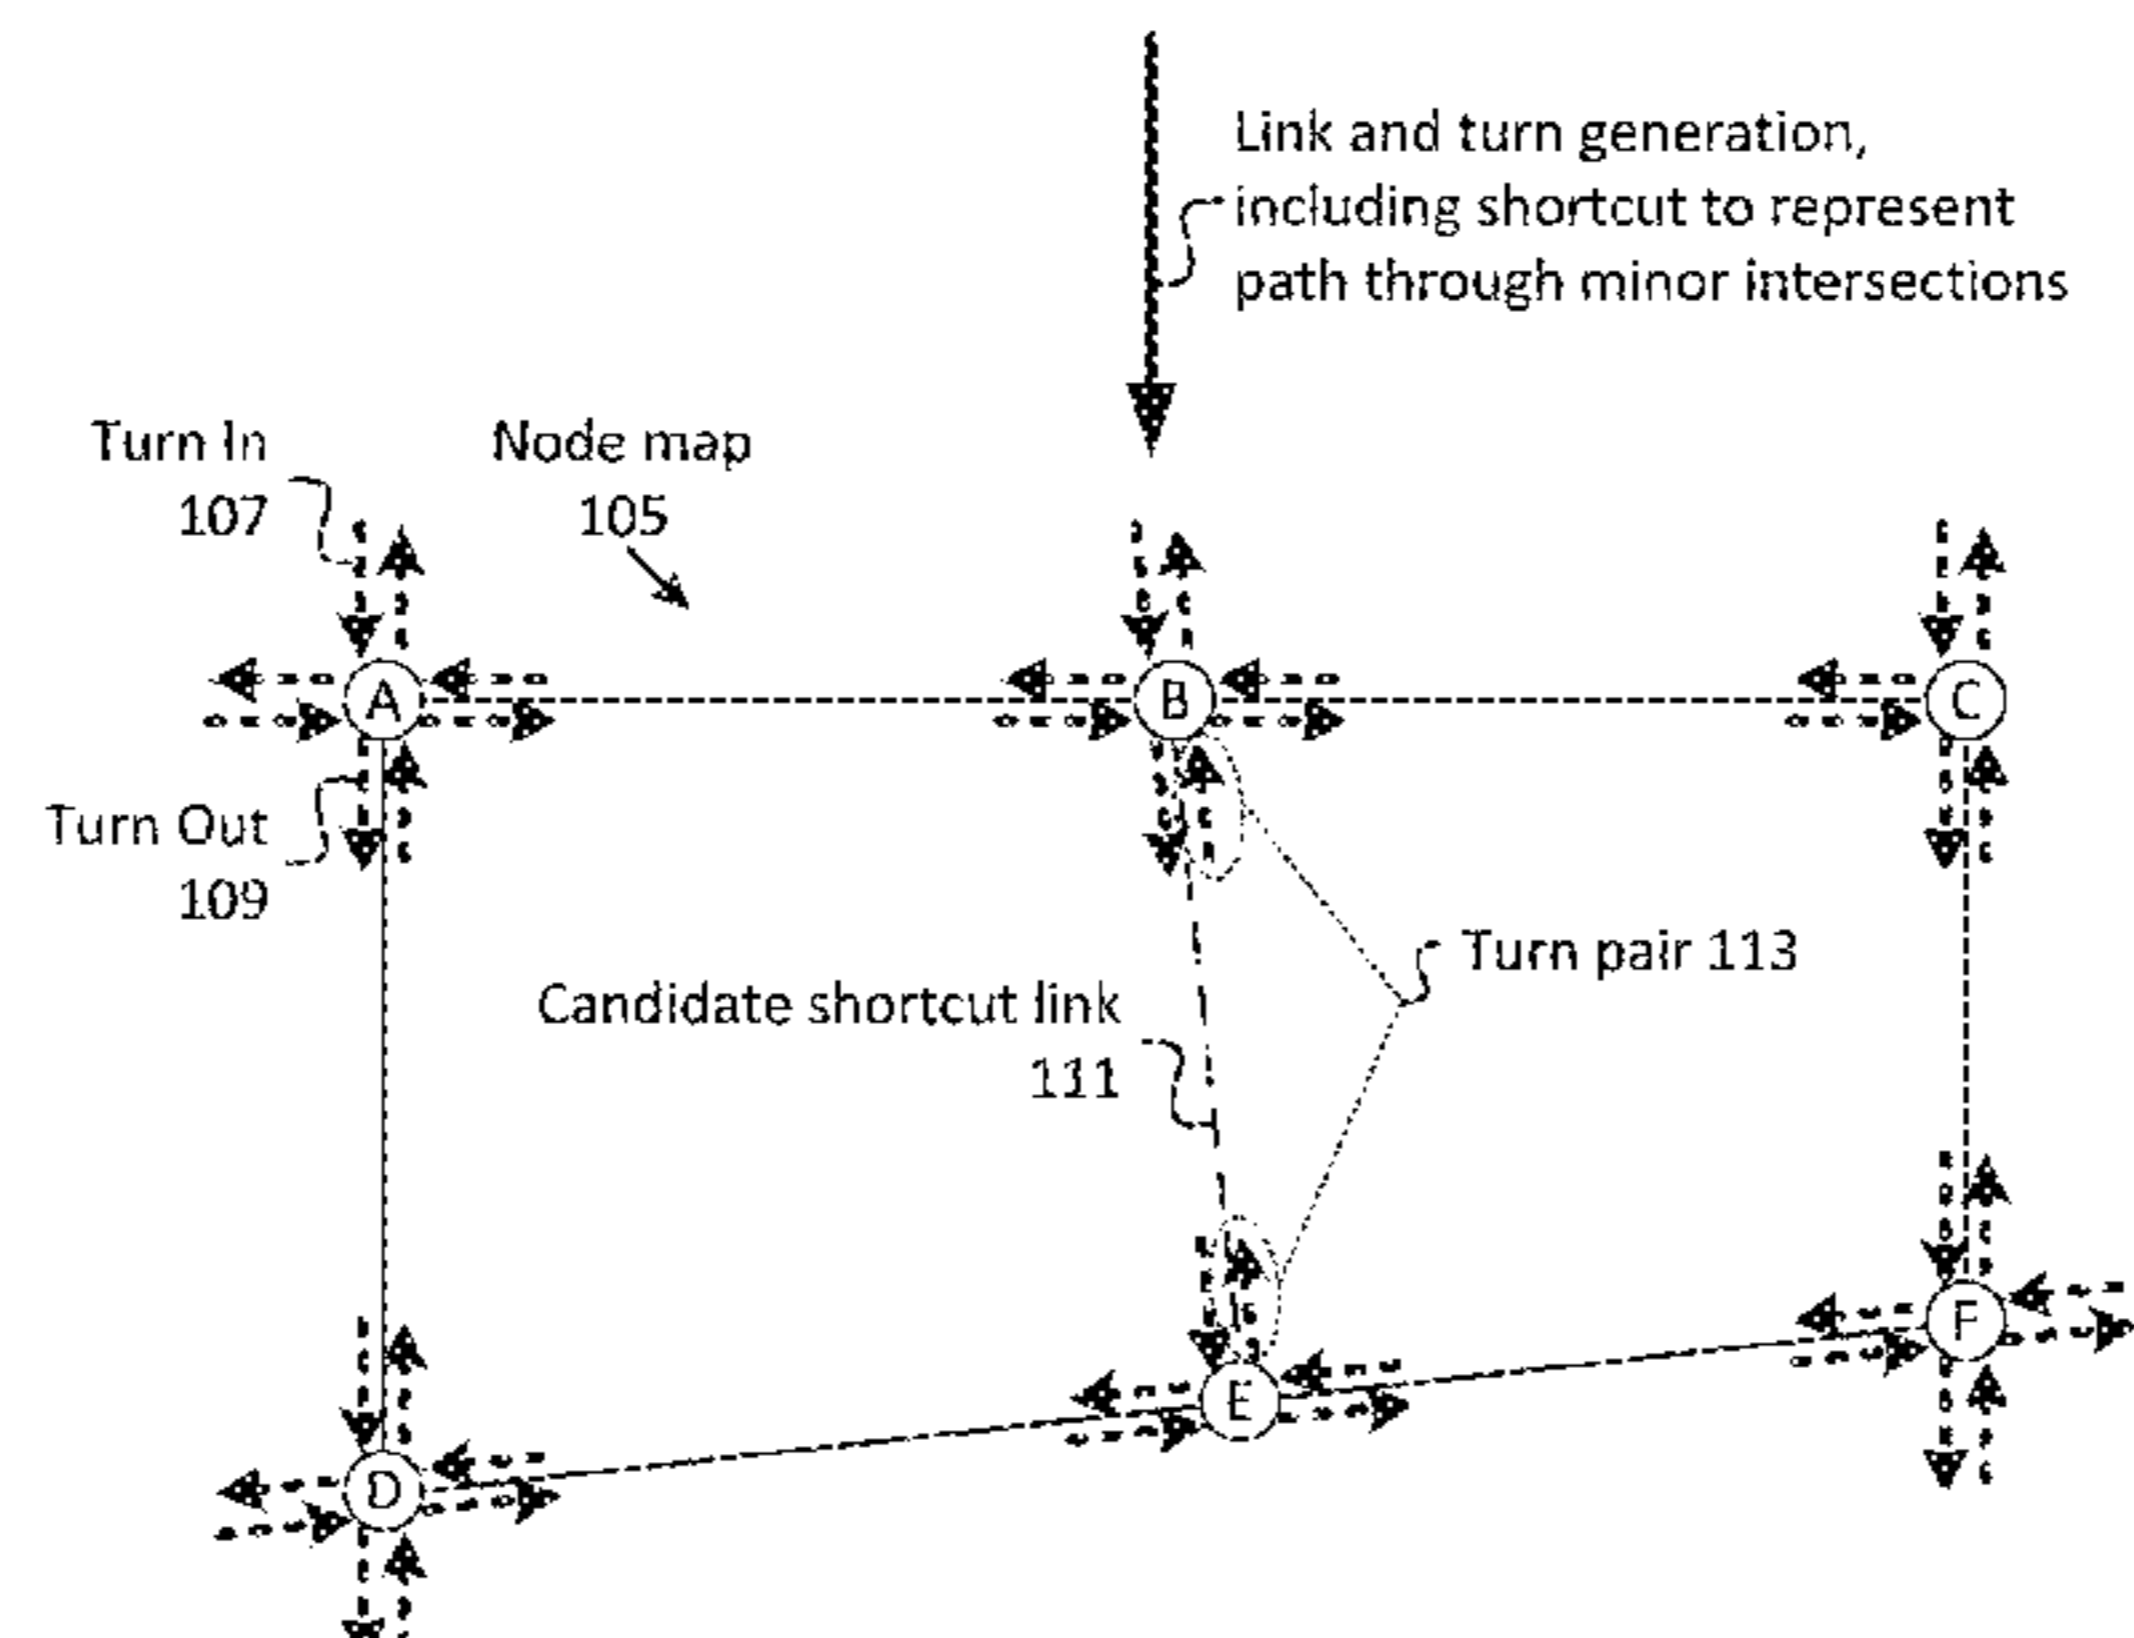 Link and turn generation,
including shortcut to represent
path through minor intersections
Turn In
107
Node map
105
A
B
C
Turn Out
109
Turn pair 113
Candidate shortcut link
111
F
E
D